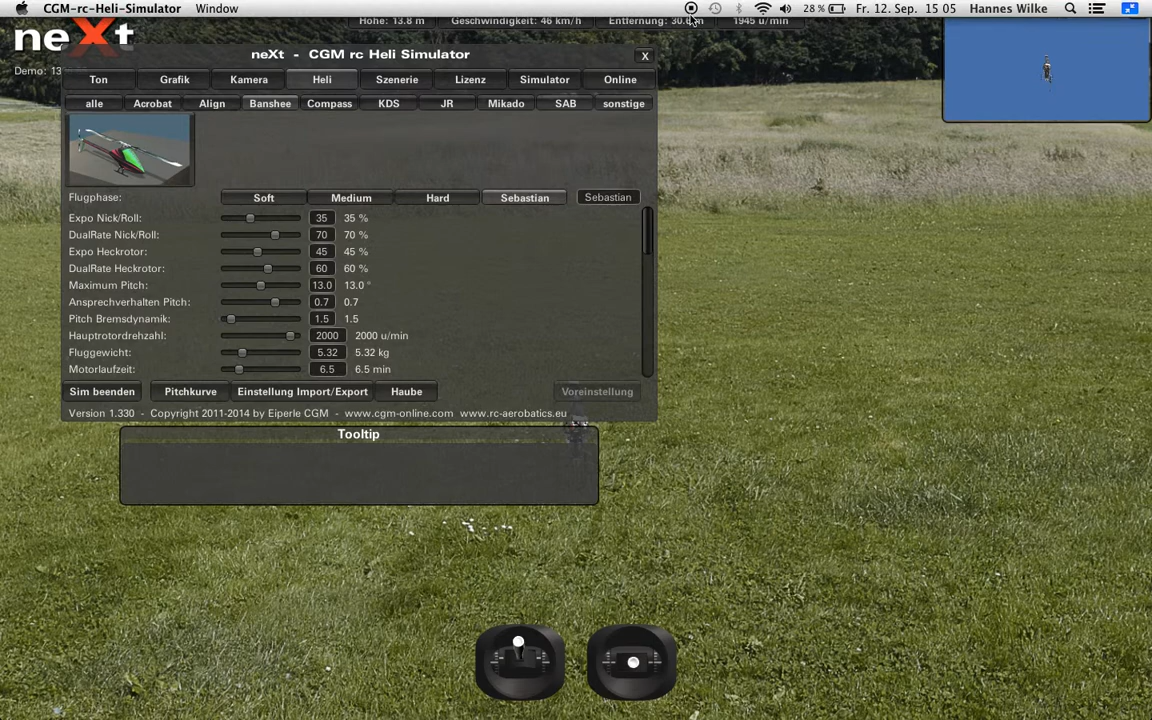 CGM-rc-Heli-Simulator Window 28 % Fr. 12. Sep. 15 05 Hannes Wilke
Höhe: 13.8 m Geschwindigkeit: 46 km/h Entfernung: 1945 u/min
neXt
Demo:
neXt - CGM rc Heli Simulator X
Ton Grafik Kamera Heli Szenerie Lizenz Simulator Online
alle Acrobat Align Banshee Compass KDS JR Mikado SAB sonstige
Flugphase: Soft Medium Hard Sebastian Sebastian
Expo Nick/Roll: 35 35 %
DualRate Nick/Roll: 70 70 %
Expo Heckrotor: 45 45 %
DualRate Heckrotor: 60 60 %
Maximum Pitch: 13.0 13.0 °
Ansprechverhalten Pitch: 0.7 0.7
Pitch Bremsdynamik: 1.5 1.5
Hauptrotordrehzahl: 2000 2000 u/min
Fluggewicht: 5.32 5.32 kg
Motorlaufzeit: 6.5 6.5 min
Sim beenden Pitchkurve Einstellung Import/Export Haube Voreinstellung
Version 1.330 - Copyright 2011-2014 by Eiperle CGM - www.cgm-online.com www.rc-aerobatics.eu
Tooltip